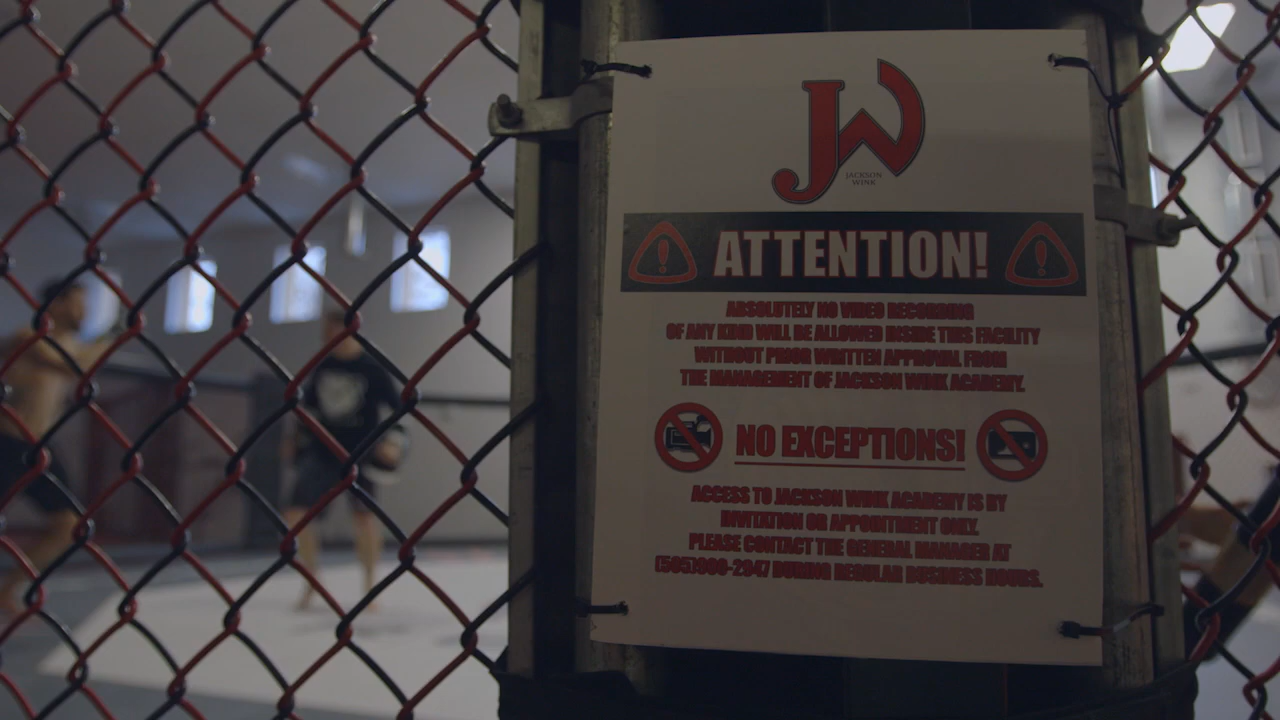 JW
JACKSON
WINK
ATTENTION!
ABSOLUTELY NO VIDEO RECORDING
OF ANY KIND WILL BE ALLOWED INSIDE THIS FACILITY
WITHOUT PRIOR WRITTEN APPROVAL FROM
THE MANAGEMENT OF JACKSON WINK ACADEMY.
NO EXCEPTIONS!
ACCESS TO JACKSON WINK ACADEMY IS BY
INVITATION OR APPOINTMENT ONLY.
PLEASE CONTACT THE GENERAL MANAGER AT
DURING REGULAR BUSINESS HOURS.